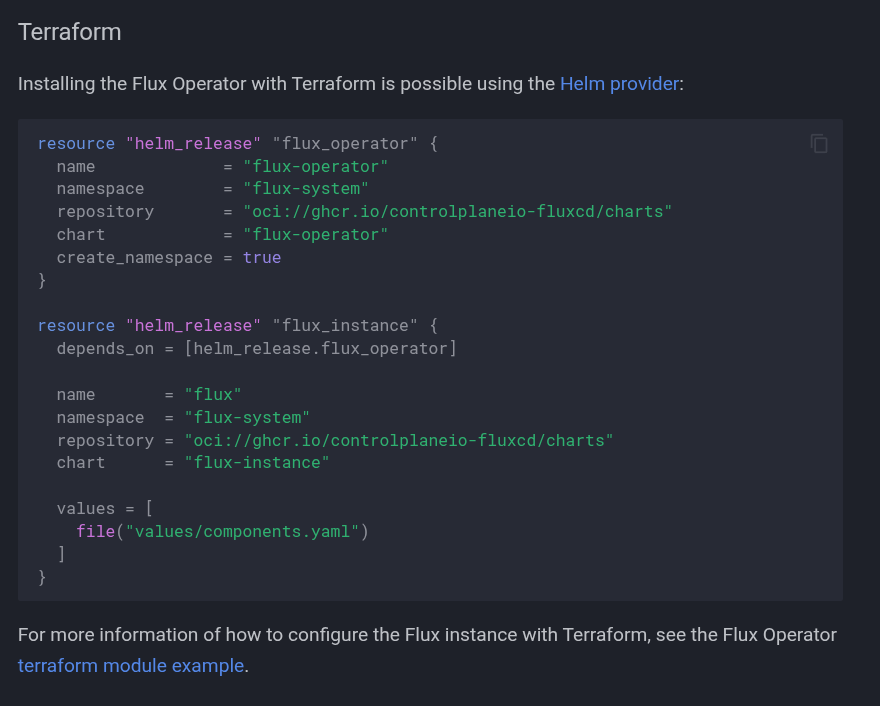 Terraform
Installing the Flux Operator with Terraform is possible using the Helm provider:
resource "helm_release" "flux_operator" {
  name             = "flux-operator"
  namespace        = "flux-system"
  repository       = "oci://ghcr.io/controlplaneio-fluxcd/charts"
  chart            = "flux-operator"
  create_namespace = true
}
resource "helm_release" "flux_instance" {
  depends_on = [helm_release.flux_operator]
  name       = "flux"
  namespace  = "flux-system"
  repository = "oci://ghcr.io/controlplaneio-fluxcd/charts"
  chart      = "flux-instance"
  values = [
    file("values/components.yaml")
  ]
}
For more information of how to configure the Flux instance with Terraform, see the Flux Operator
terraform module example.